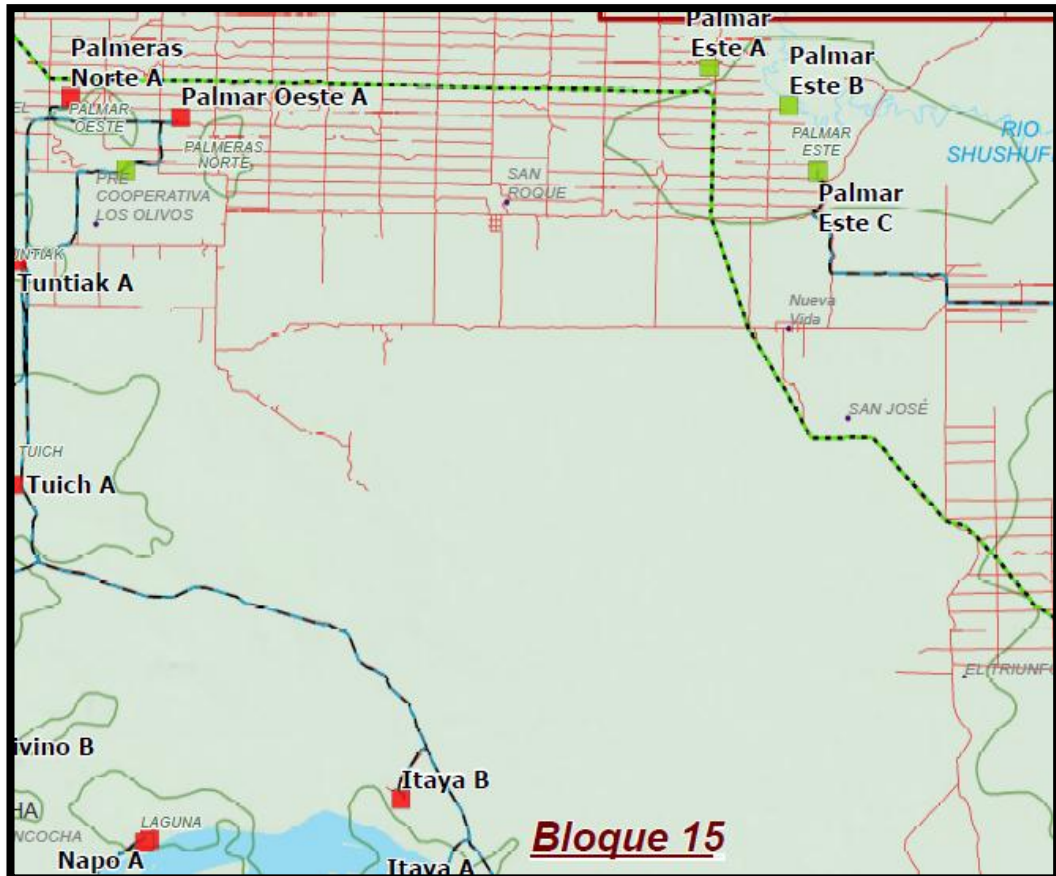 Palmar
Este A
Palmeras
Norte A
Palmar
Este B
Palmar Oeste A
PALMAR
OESTE
RIO
PALMAR
ESTE
PALMERAS
NORTE
SAN
ROQUE
PRE
COOPERATIVA
LOS OLIVOS
Palmar
Este C
Tuntiak A
Nueva
Vida
SAN JOSÉ
TUICH
Tuich A
EL TRIUNFO
Itaya B
LAGUNA
Bloque 15
Napo A
Itaya A